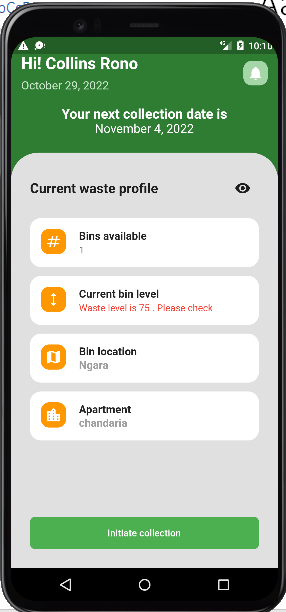 10:10
Hi! Collins Rono
October 29, 2022
Your next collection date is
November 4, 2022
Current waste profile
Bins available
1
Current bin level
Waste level is 75 . Please check
Bin location
Ngara
Apartment
chandaria
Initiate collection